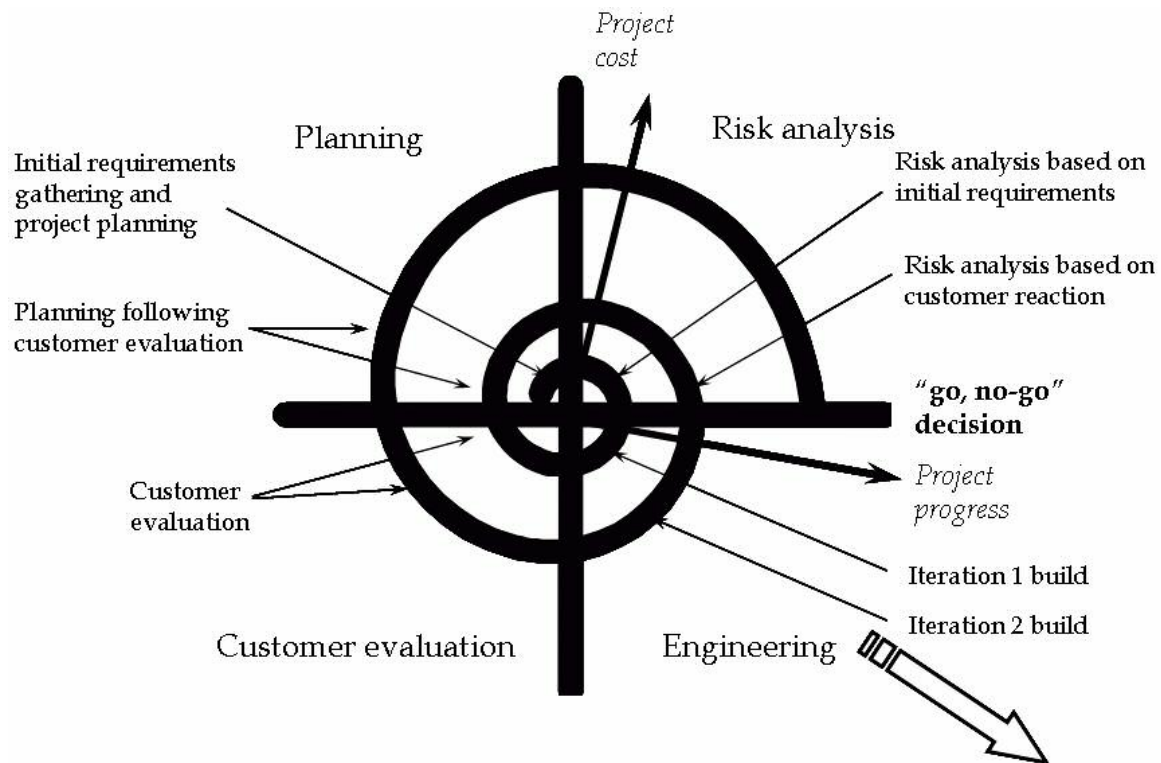 Project
cost
Planning
Risk analysis
Initial requirements
gathering and
project planning
Risk analysis based on
initial requirements
Risk analysis based on
customer reaction
Planning following
customer evaluation
“go, no-go”
decision
Project
progress
Customer
evaluation
Iteration 1 build
Iteration 2 build
Customer evaluation
Engineering